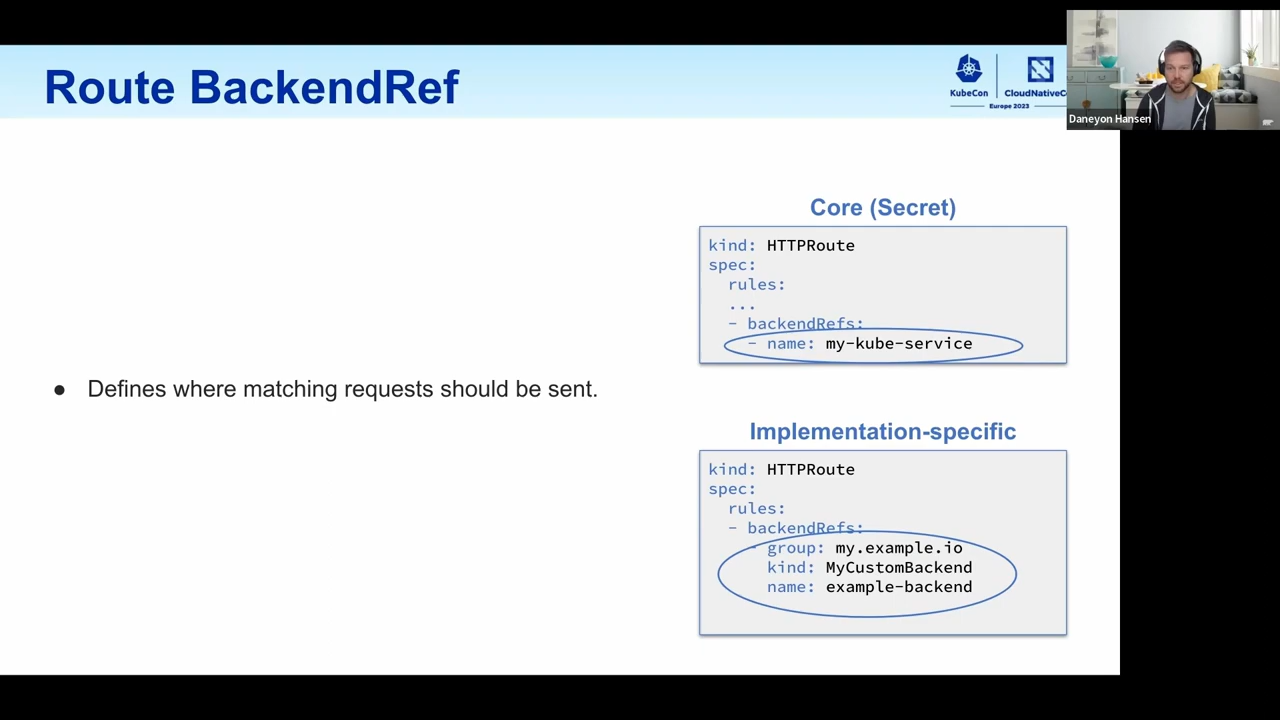 Route BackendRef
KubeCon
CloudNativeC
Europe 2023
Daneyon Hansen
Defines where matching requests should be sent.
Core (Secret)
kind: HTTPRoute
spec:
rules:
...
- backendRefs:
- name: my-kube-service
Implementation-specific
kind: HTTPRoute
spec:
rules:
- backendRefs:
- group: my.example.io
kind: MyCustomBackend
name: example-backend